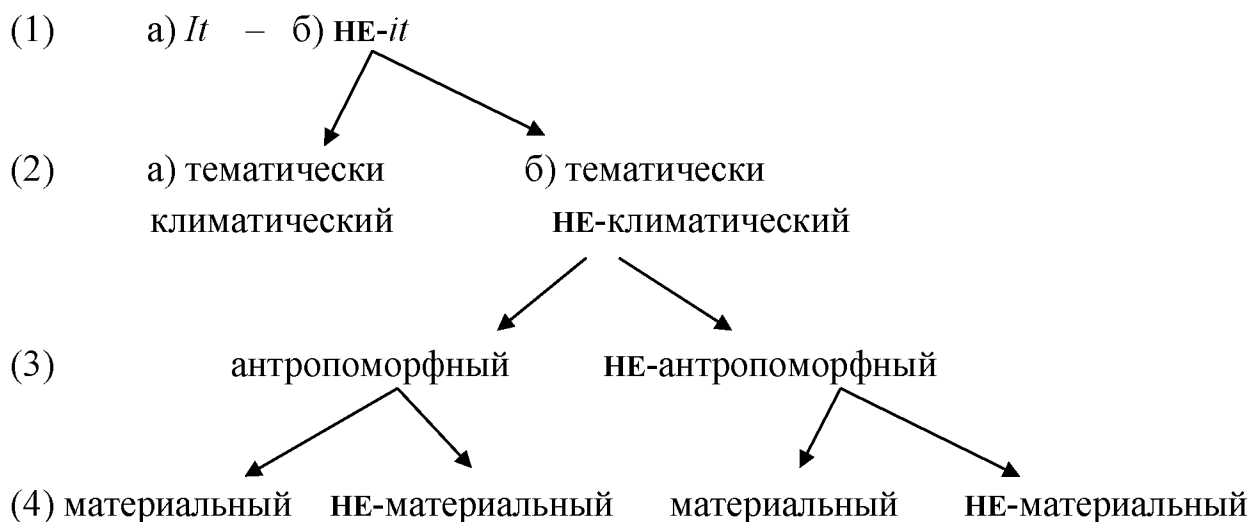 (1) а) It – б) НЕ-it
(2) а) тематически б) тематически
климатический НЕ-климатический
(3) антропоморфный НЕ-антропоморфный
(4) материальный НЕ-материальный материальный НЕ-материальный